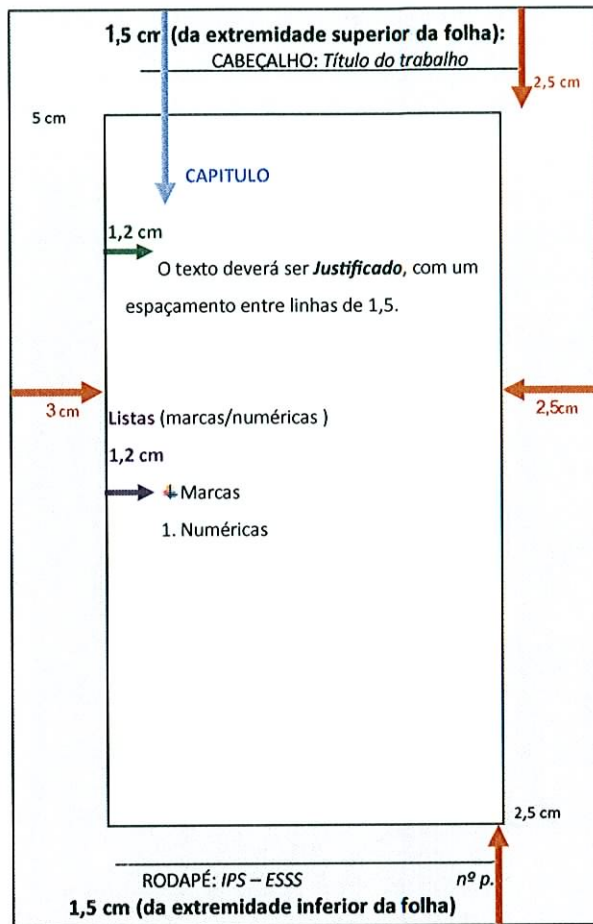 1,5 cm (da extremidade superior da folha):
CABEÇALHO: Título do trabalho
2,5 cm
5 cm
CAPITULO
1,2 cm
O texto deverá ser Justificado, com um
espaçamento entre linhas de 1,5.
3 cm
2,5cm
Listas (marcas/numéricas )
1,2 cm
Marcas
1. Numéricas
2,5 cm
RODAPÉ: IPS – ESSS nº p.
1,5 cm (da extremidade inferior da folha)